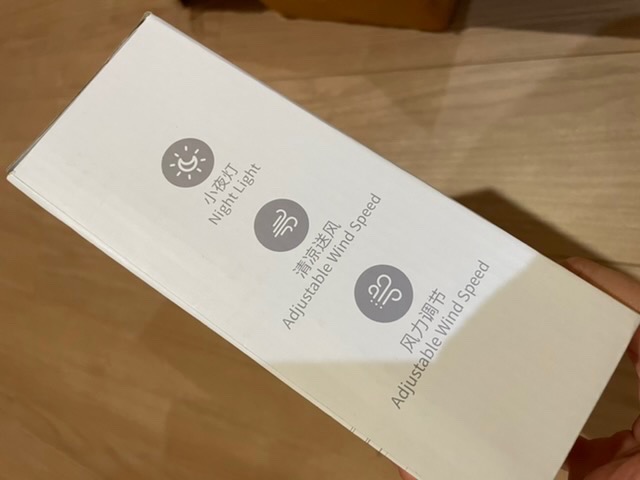 小夜灯
Night Light
清凉送风
Adjustable Wind Speed
风力调节
Adjustable Wind Speed